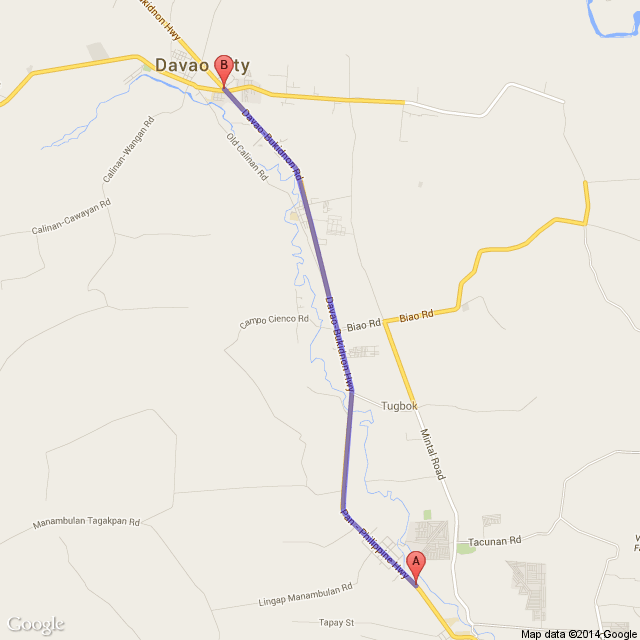 Bukidnon Hwy
Davao City
B
Davao-Bukidnon Rd
Old Calinan Rd
Calinan-Wangan Rd
Calinan-Cawayan Rd
Campo Cienco Rd
Biao Rd
Biao Rd
Davao-Bukidnon Hwy
Tugbok
Mintal Road
Manambulan Tagakpan Rd
Pan - Philippine Hwy
Tacunan Rd
A
Lingap Manambulan Rd
Tapay St
Google
Map data ©2014 Google